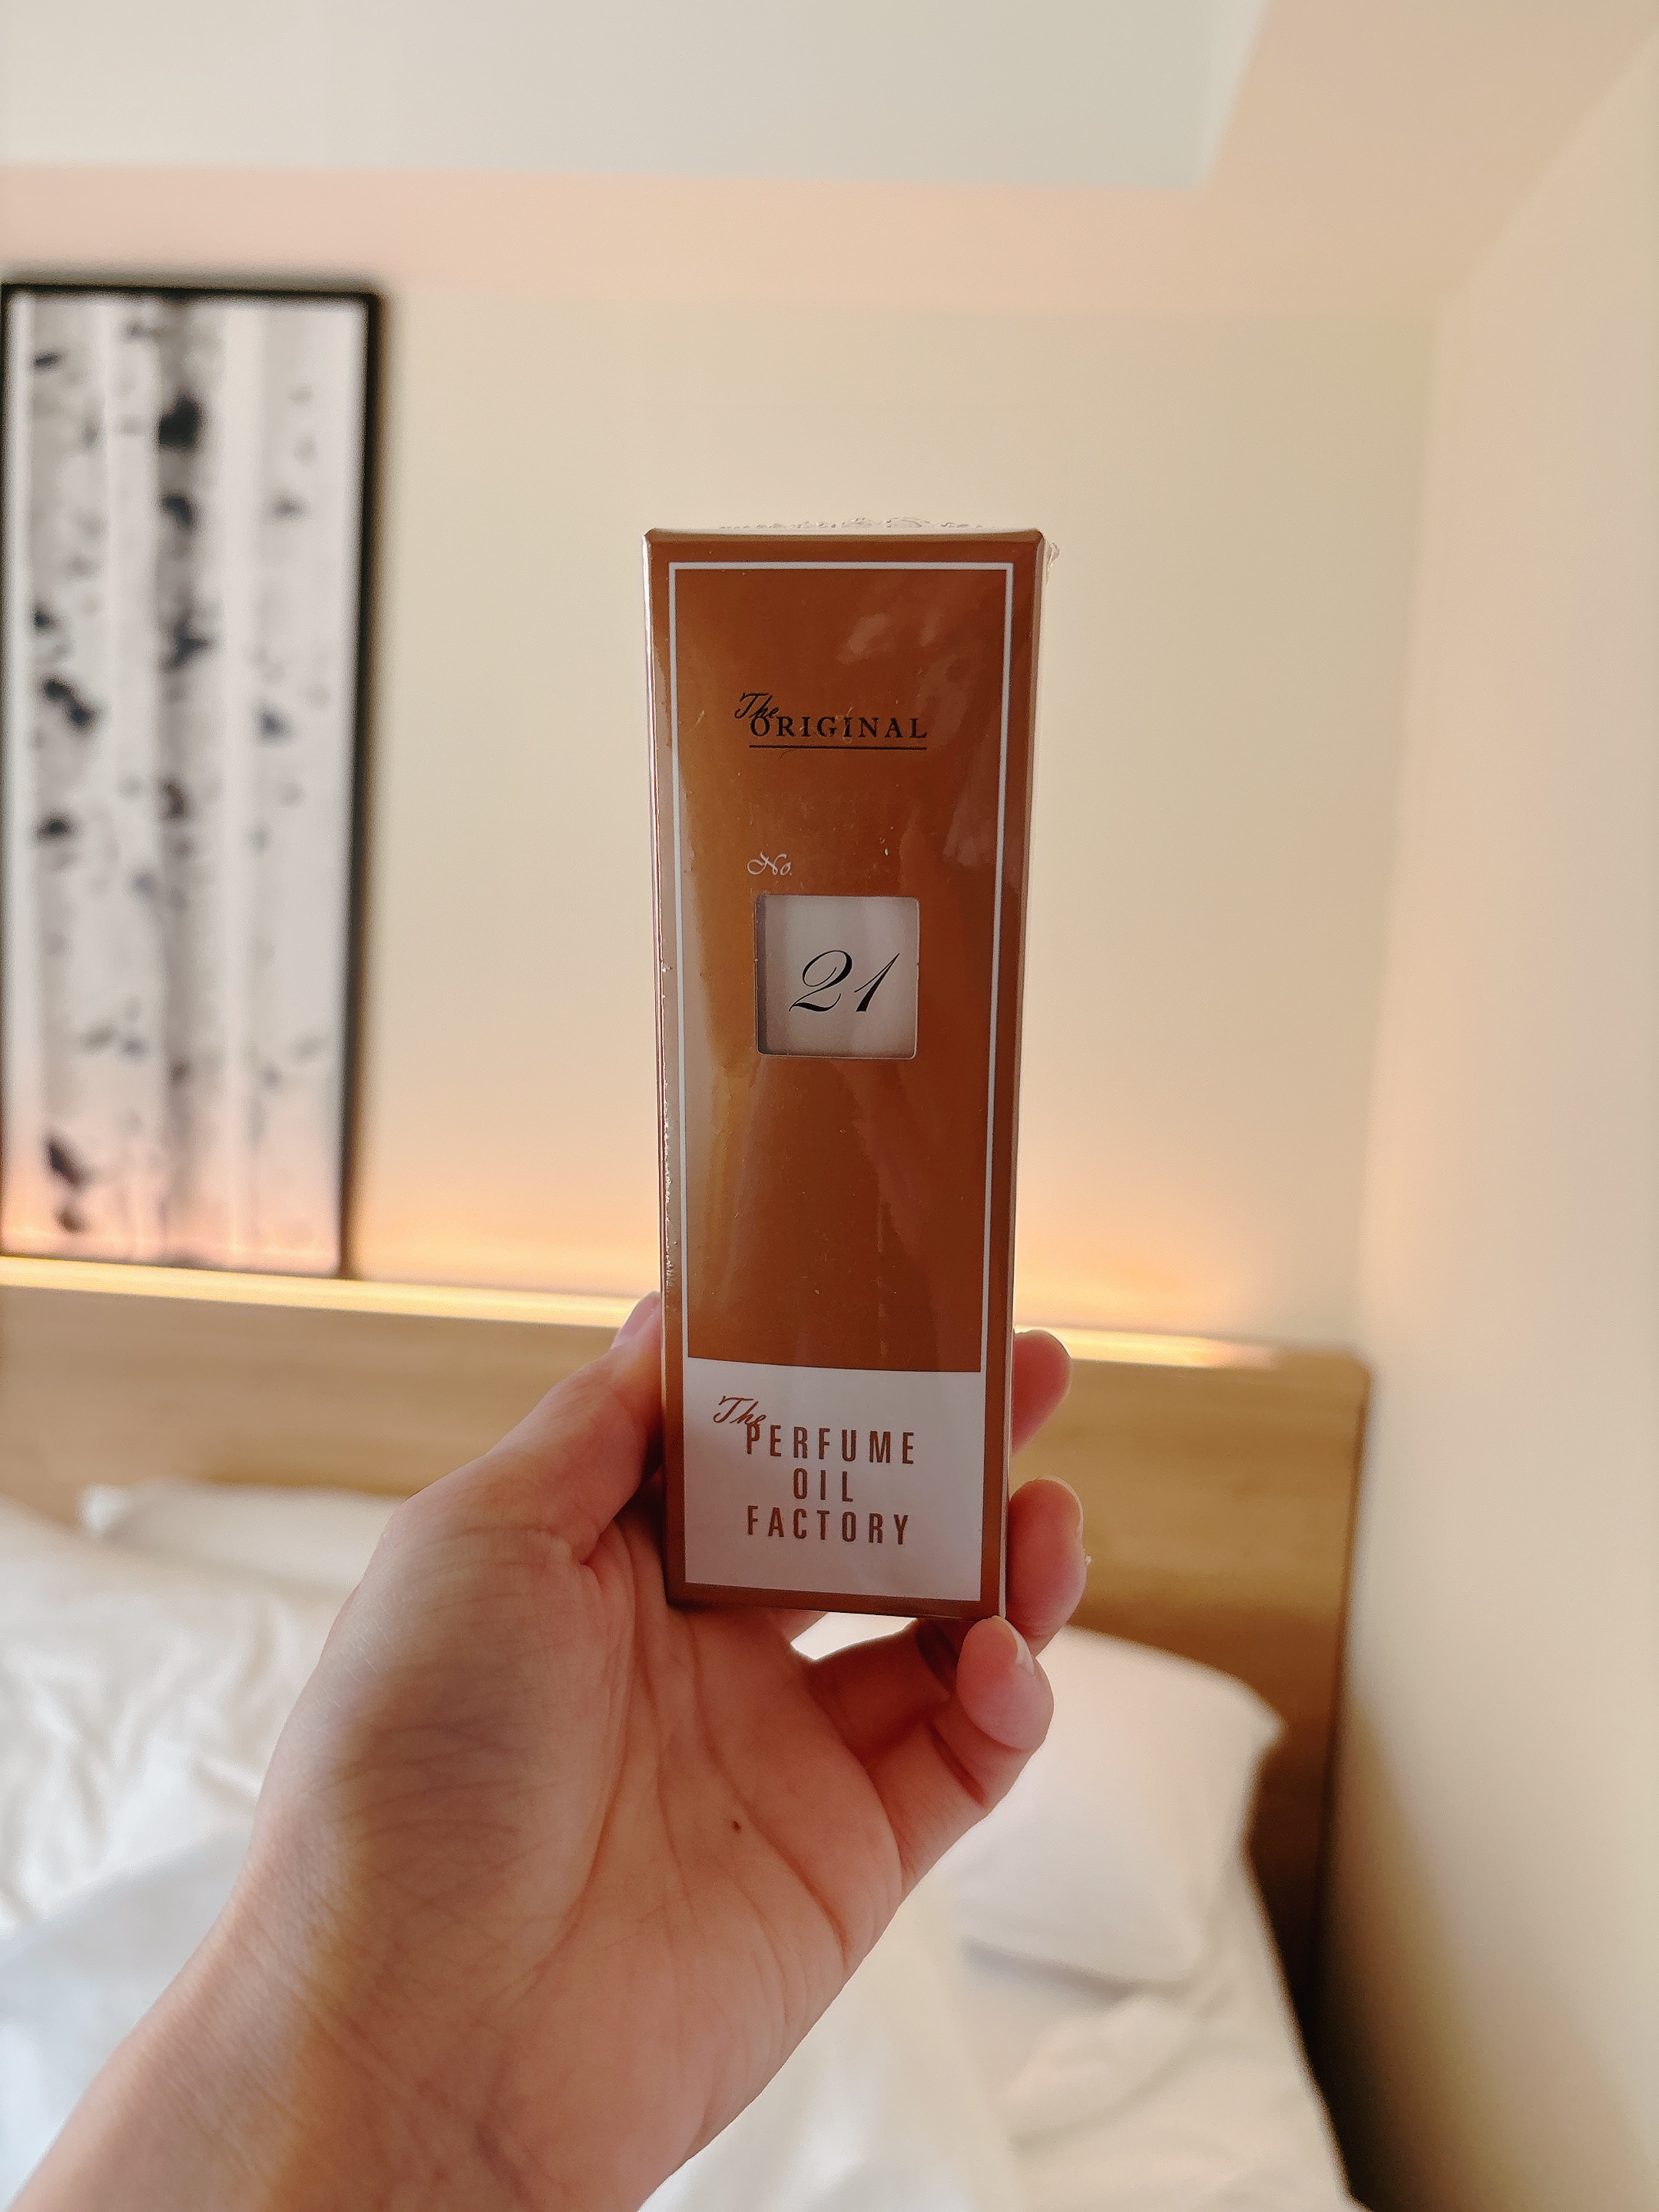 The
ORIGINAL
No.
21
The
PERFUME
OIL
FACTORY